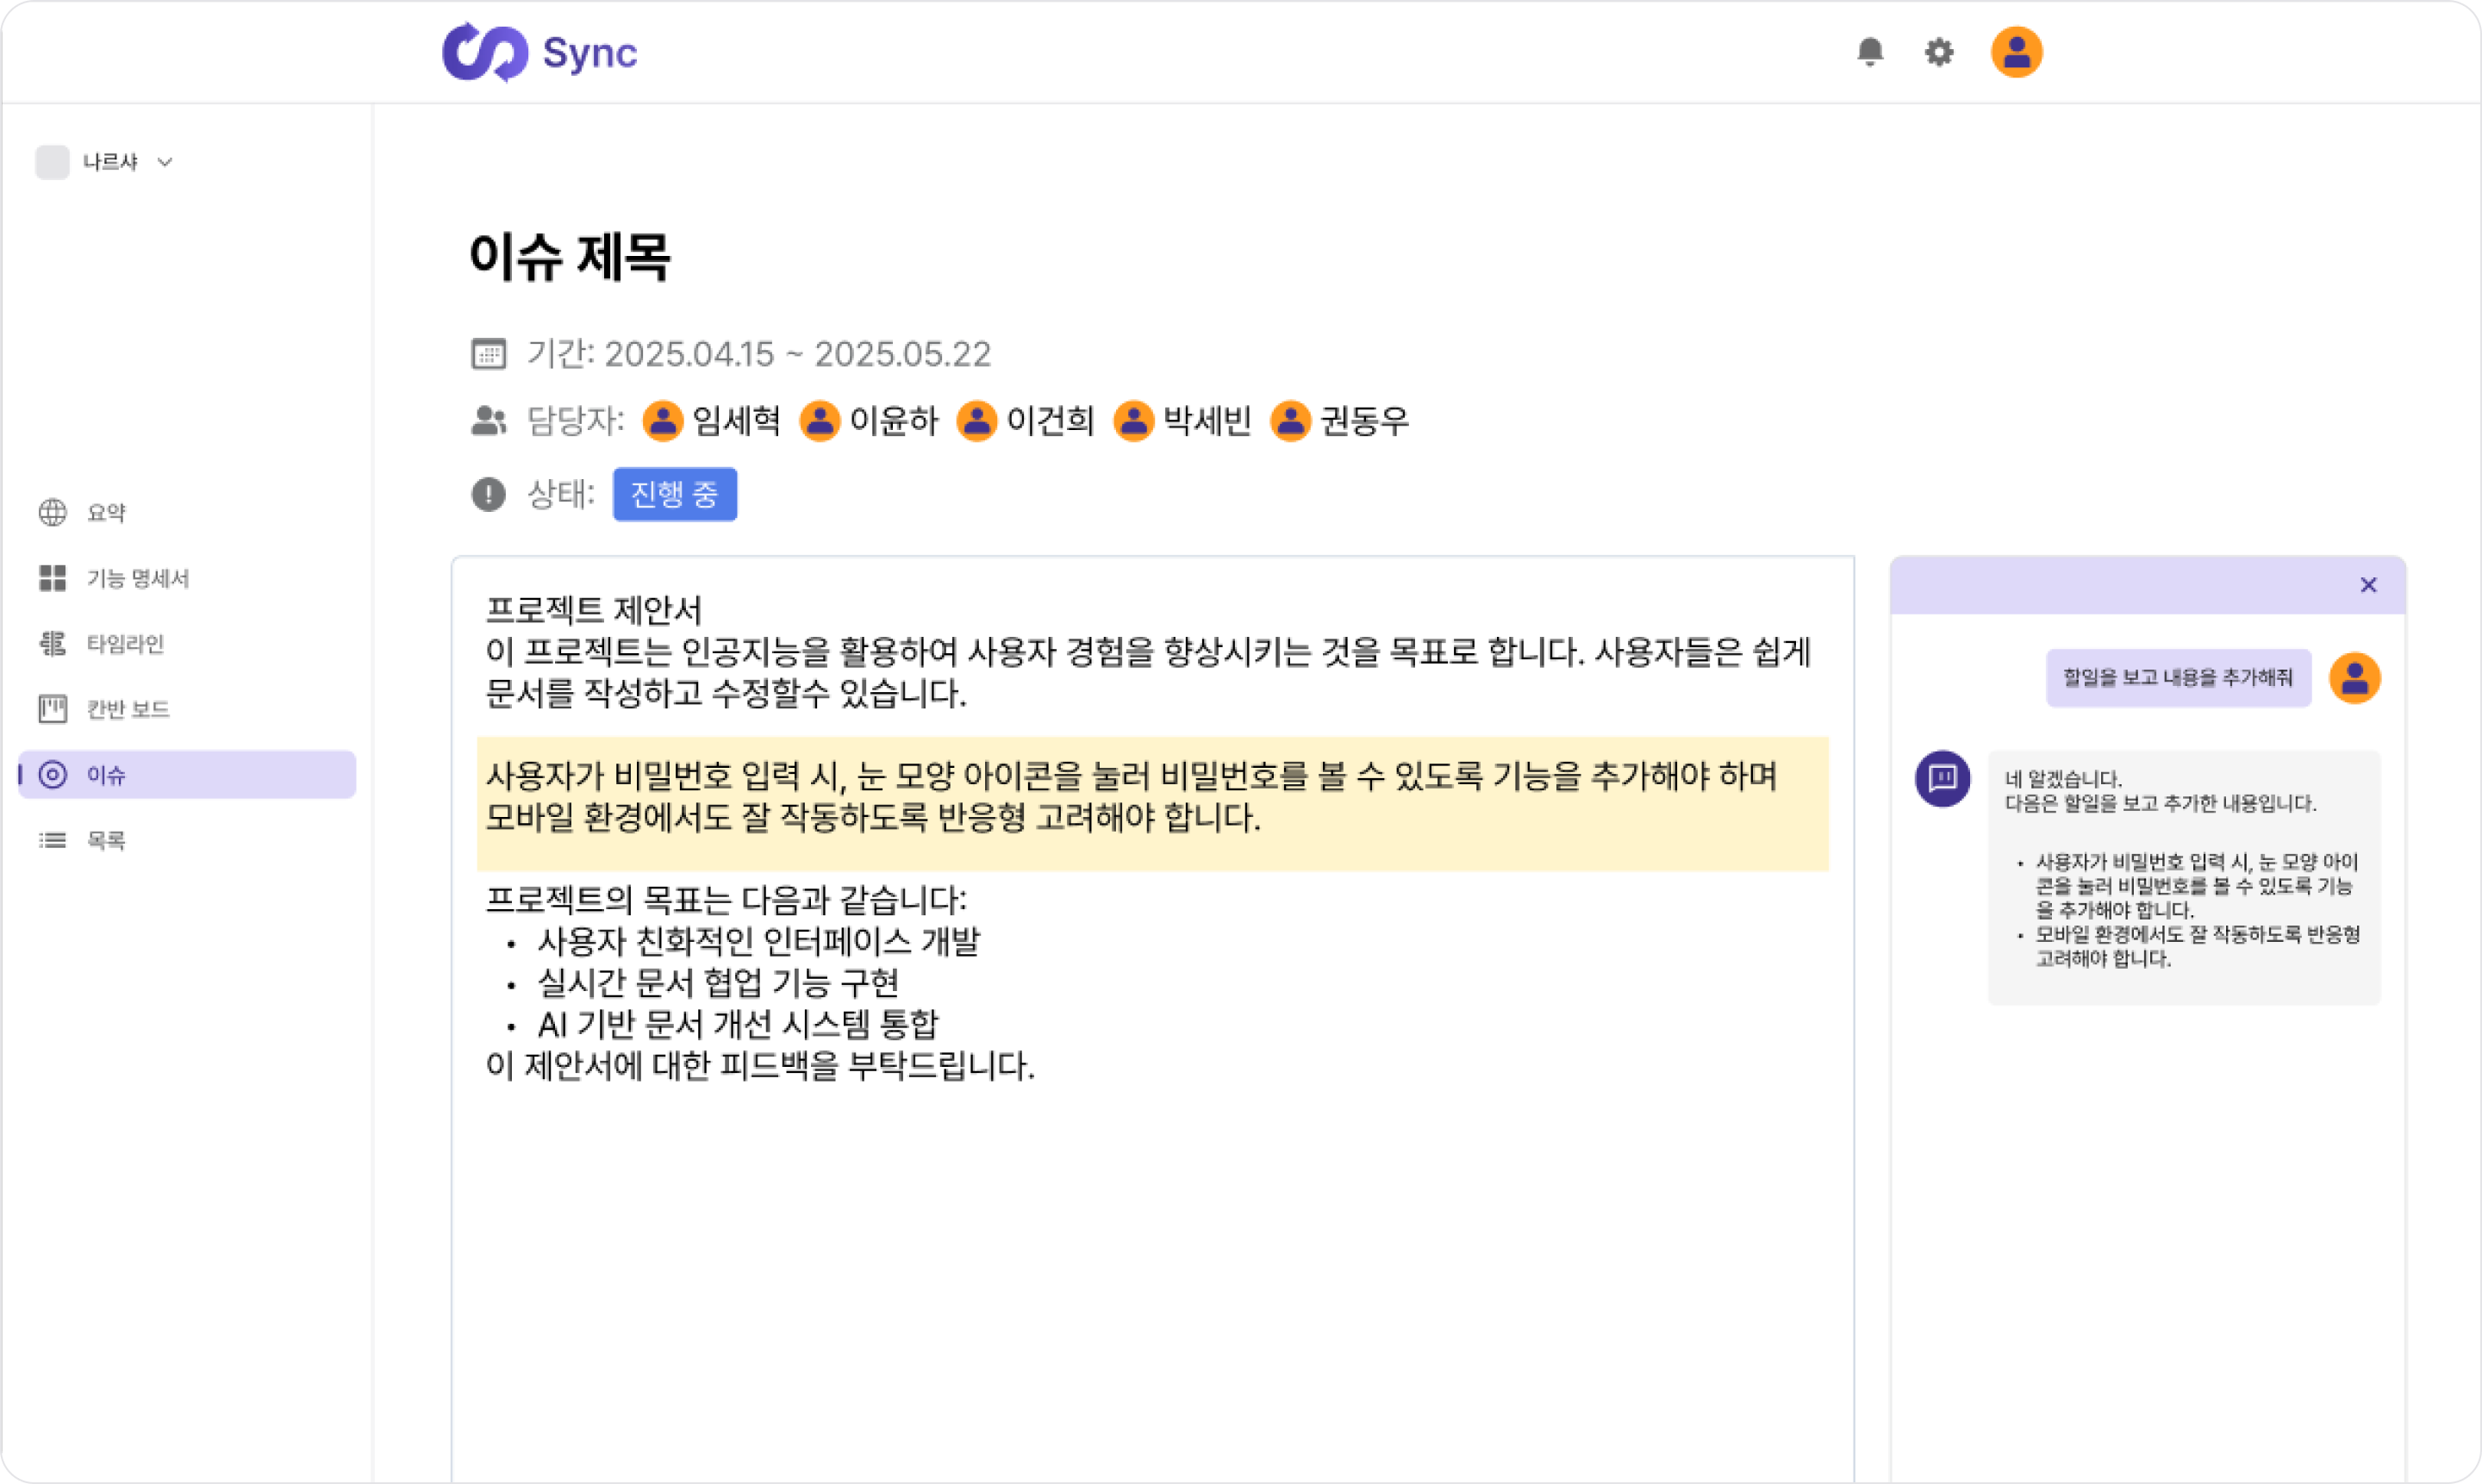 Sync
나르샤
요약
기능 명세서
타임라인
칸반 보드
이슈
목록
이슈 제목
기간: 2025.04.15 ~ 2025.05.22
담당자: 임세혁 이윤하 이건희 박세빈 권동우
상태: 진행 중
프로젝트 제안서
이 프로젝트는 인공지능을 활용하여 사용자 경험을 향상시키는 것을 목표로 합니다. 사용자들은 쉽게
문서를 작성하고 수정할수 있습니다.
사용자가 비밀번호 입력 시, 눈 모양 아이콘을 눌러 비밀번호를 볼 수 있도록 기능을 추가해야 하며
모바일 환경에서도 잘 작동하도록 반응형 고려해야 합니다.
프로젝트의 목표는 다음과 같습니다:
• 사용자 친화적인 인터페이스 개발
• 실시간 문서 협업 기능 구현
• AI 기반 문서 개선 시스템 통합
이 제안서에 대한 피드백을 부탁드립니다.
할일을 보고 내용을 추가해줘
네 알겠습니다.
다음은 할일을 보고 추가한 내용입니다.
• 사용자가 비밀번호 입력 시, 눈 모양 아이
콘을 눌러 비밀번호를 볼 수 있도록 기능
을 추가해야 합니다.
• 모바일 환경에서도 잘 작동하도록 반응형
고려해야 합니다.